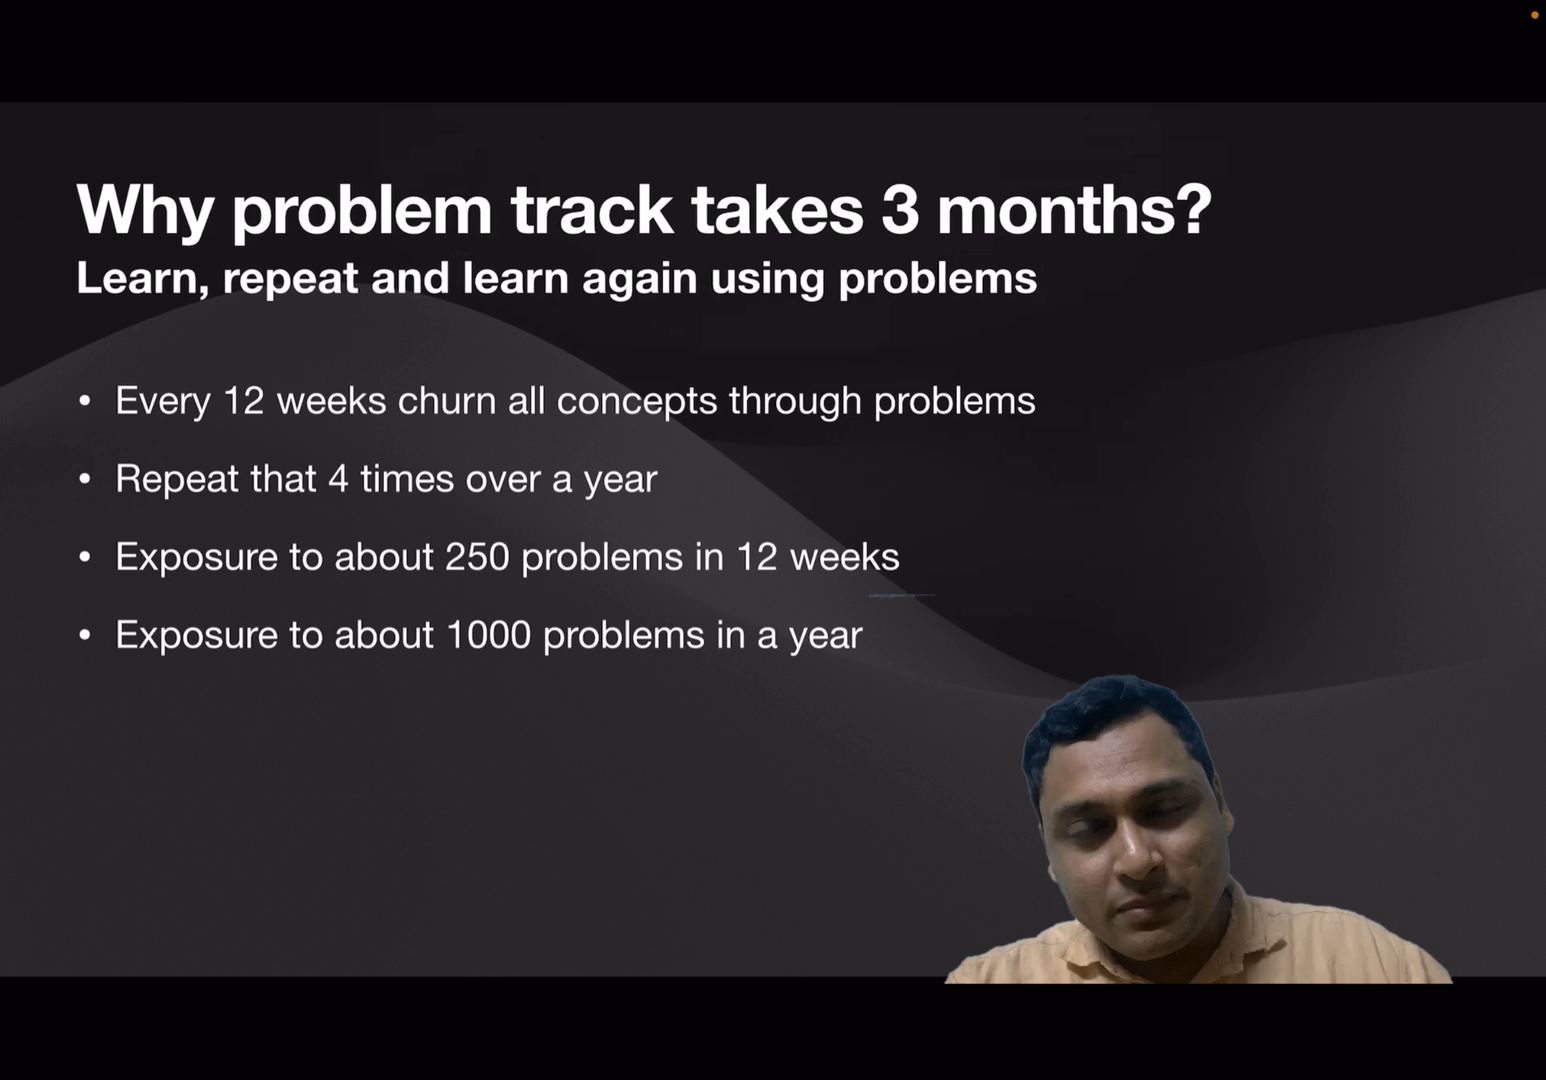 Why problem track takes 3 months?
Learn, repeat and learn again using problems
• Every 12 weeks churn all concepts through problems
• Repeat that 4 times over a year
• Exposure to about 250 problems in 12 weeks
• Exposure to about 1000 problems in a year